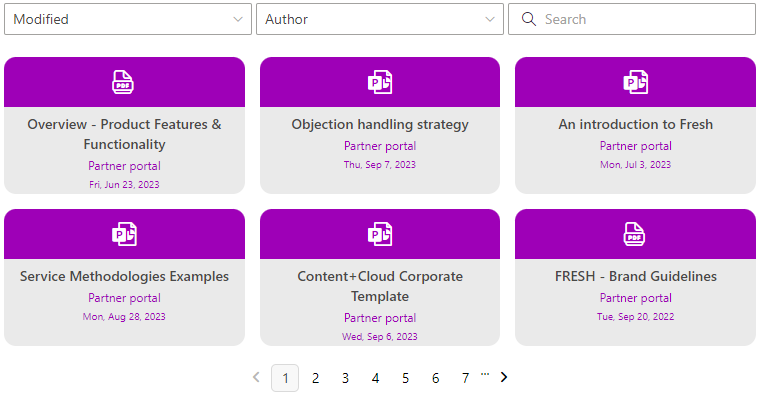 Modified
Author
Search
PDF
P
P
Overview - Product Features &
Functionality
Partner portal
Fri, Jun 23, 2023
Objection handling strategy
Partner portal
Thu, Sep 7, 2023
An introduction to Fresh
Partner portal
Mon, Jul 3, 2023
P
P
PDF
Service Methodologies Examples
Partner portal
Mon, Aug 28, 2023
Content+Cloud Corporate
Template
Partner portal
Wed, Sep 6, 2023
FRESH - Brand Guidelines
Partner portal
Tue, Sep 20, 2022
1 2 3 4 5 6 7 ...